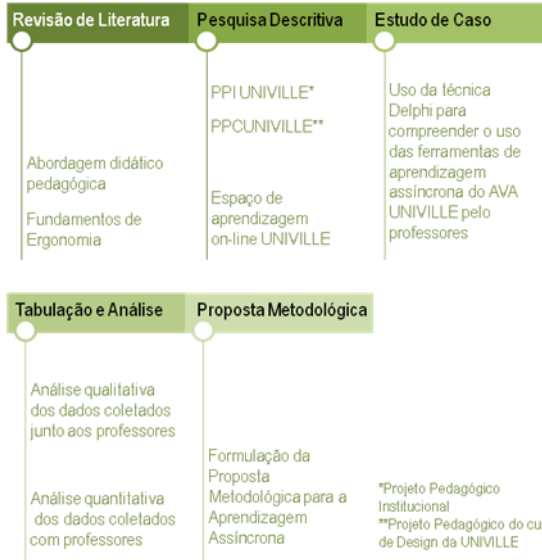 Revisão de Literatura
Abordagem didático
pedagógica
Fundamentos de
Ergonomia
Pesquisa Descritiva
PPI UNIVILLE*
PPCUNIVILLE**
Espaço de
aprendizagem
on-line UNIVILLE
Estudo de Caso
Uso da técnica
Delphi para
compreender o uso
das ferramentas de
aprendizagem
assíncrona do AVA
UNIVILLE pelo
professores
Tabulação e Análise
Análise qualitativa
dos dados coletados
junto aos professores
Análise quantitativa
dos dados coletados
com professores
Proposta Metodológica
Formulação da
Proposta
Metodológica para a
Aprendizagem
Assíncrona
*Projeto Pedagógico
Institucional
**Projeto Pedagógico do cu
de Design da UNIVILLE